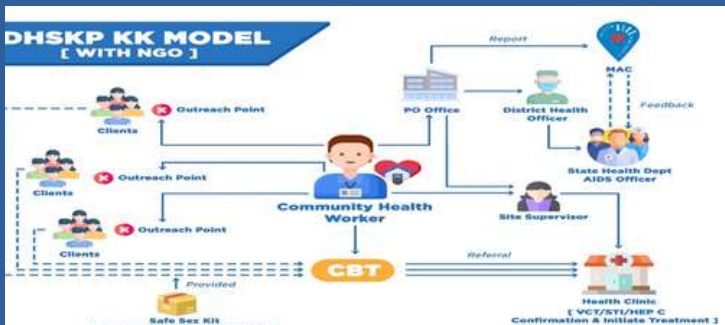 DHSKP KK MODEL
[ WITH NGO ]
Report
MAC
Feedback
PO Office
District Health
Officer
State Health Dept
AIDS Officer
Clients
Outreach Point
Clients
Outreach Point
Clients
Outreach Point
Community Health
Worker
Site Supervisor
CBT
Referral
Provided
Safe Sex Kit
Health Clinic
[ VCT/STI/HEP C
Confirmation & Initiate Treatment ]